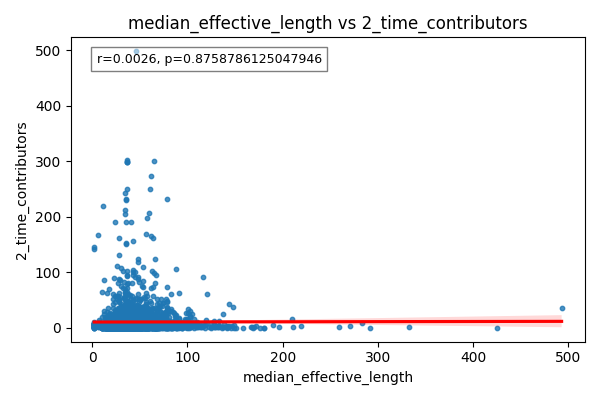 median_effective_length vs 2_time_contributors
r=0.0026, p=0.8758786125047946
500
400
300
200
100
0
2_time_contributors
0 100 200 300 400 500
median_effective_length